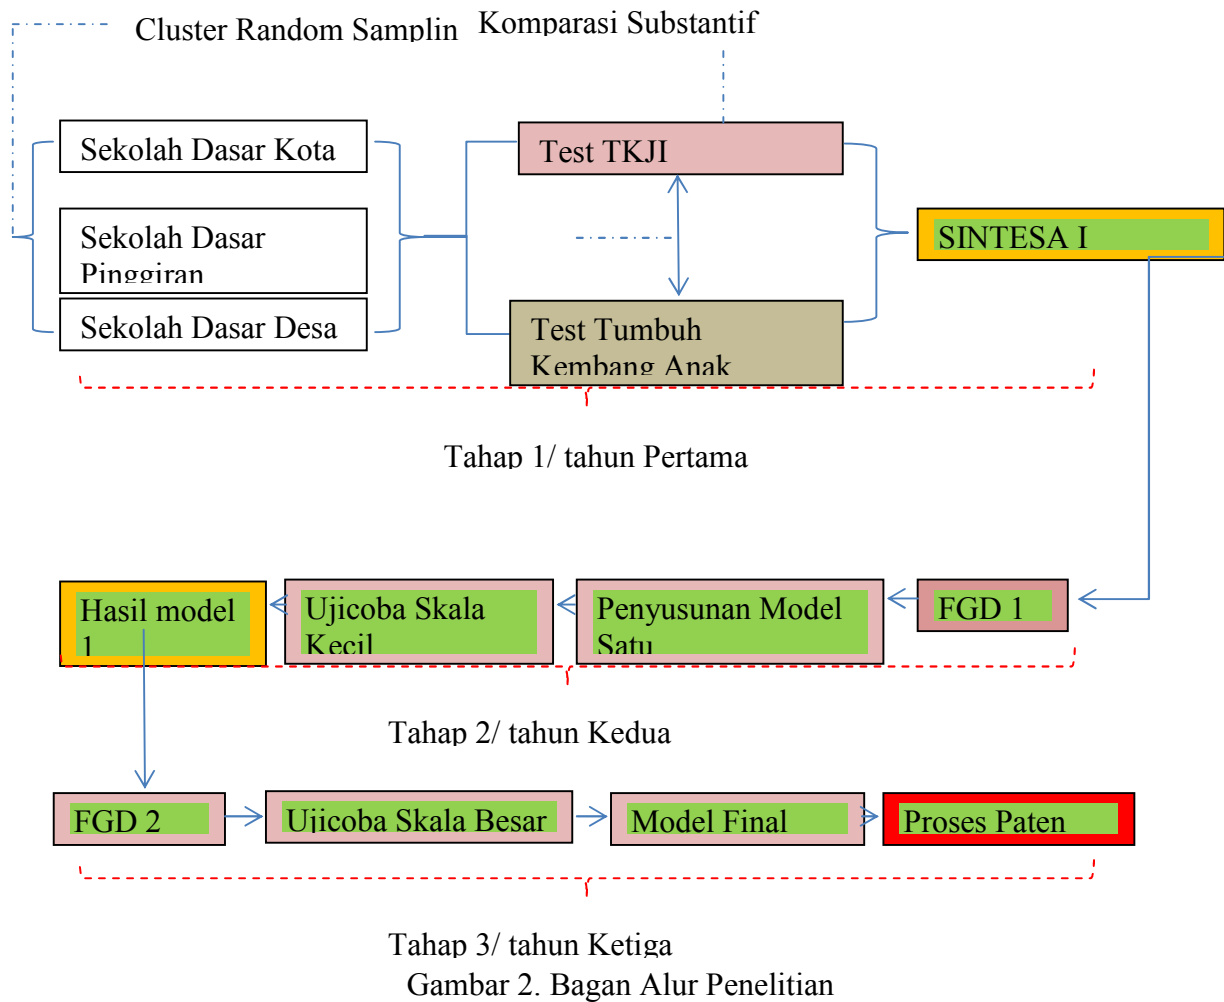 Cluster Random Samplin
Komparasi Substantif
Sekolah Dasar Kota
Sekolah Dasar
Pinggiran
Sekolah Dasar Desa
Test TKJI
Test Tumbuh
Kembang Anak
SINTESA I
Tahap 1/ tahun Pertama
Hasil model
1
Ujicoba Skala
Kecil
Penyusunan Model
Satu
FGD 1
Tahap 2/ tahun Kedua
FGD 2
Ujicoba Skala Besar
Model Final
Proses Paten
Tahap 3/ tahun Ketiga
Gambar 2. Bagan Alur Penelitian